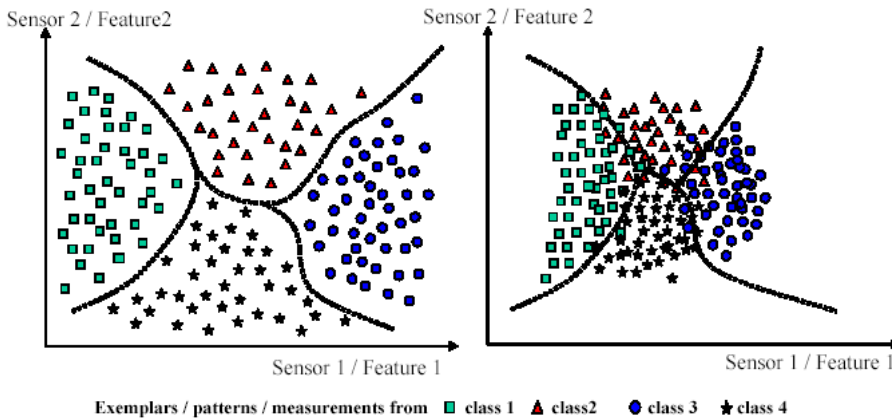 Sensor 2 / Feature2
Sensor 2 / Feature 2
Sensor 1 / Feature 1
Sensor 1 / Feature 1
Exemplars / patterns / measurements from class 1 class2 class 3 class 4